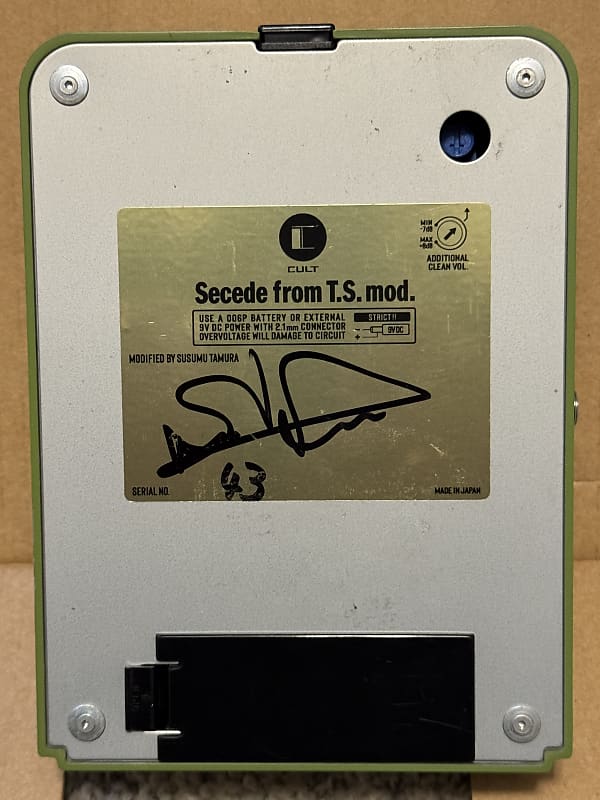 CULT
MIN
-7dB
MAX
+8dB
ADDITIONAL
CLEAN VOL.
Secede from T.S. mod.
USE A 006P BATTERY OR EXTERNAL
9V DC POWER WITH 2.1mm CONNECTOR
OVERVOLTAGE WILL DAMAGE TO CIRCUIT
STRICT!!
- 9VDC
+
MODIFIED BY SUSUMU TAMURA
43
SERIAL NO.
MADE IN JAPAN